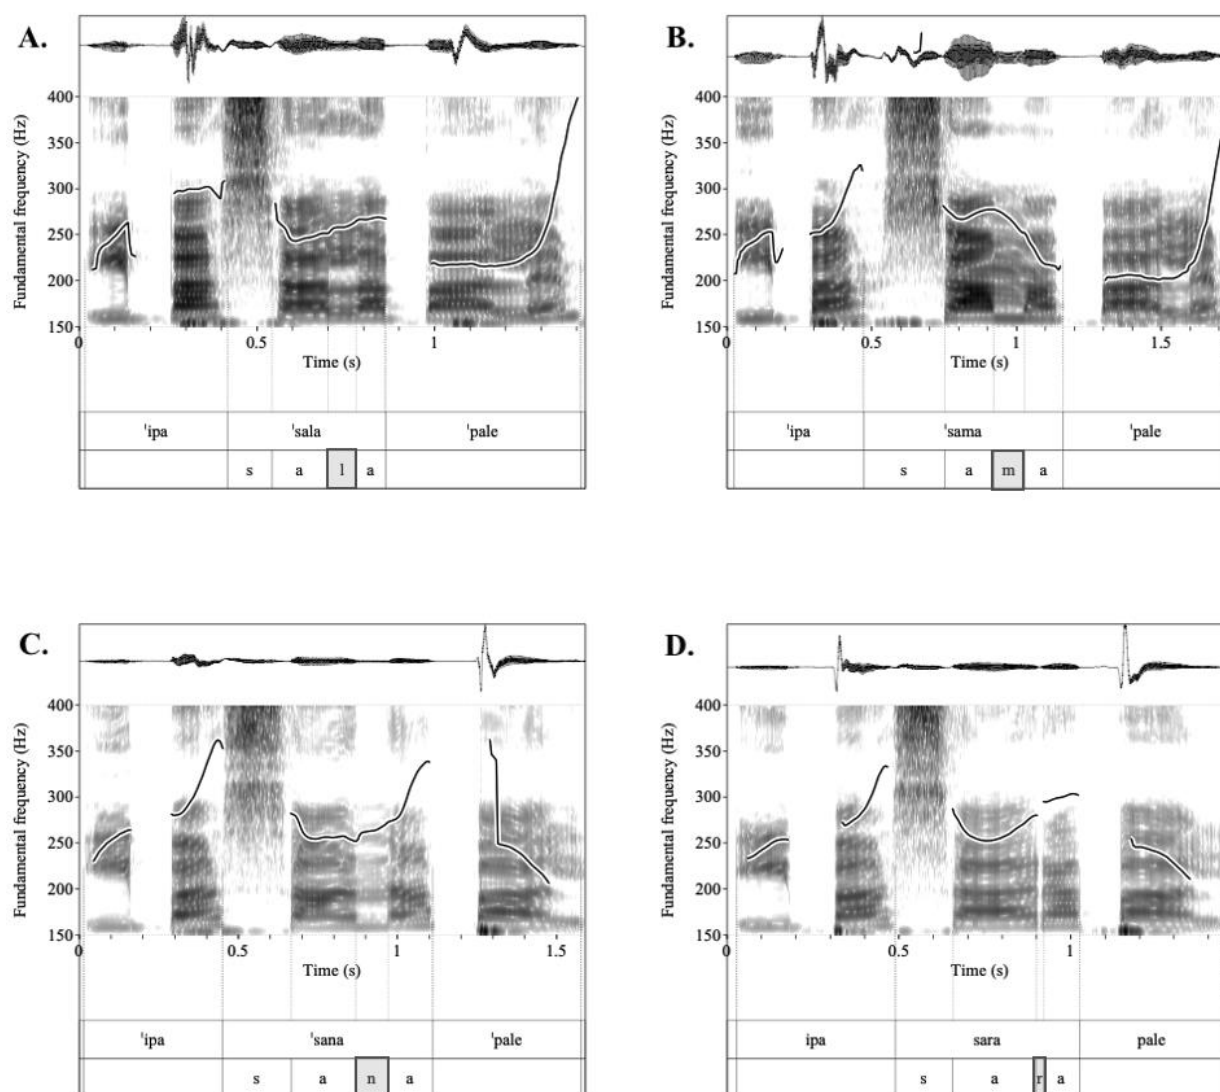 A.
Fundamental frequency (Hz)
400
350
300
250
200
150
0 0.5 1
Time (s)
ˈipa ˈsala ˈpale
s a l a
B.
Fundamental frequency (Hz)
400
350
300
250
200
150
0 0.5 1 1.5
Time (s)
ˈipa ˈsama ˈpale
s a m a
C.
Fundamental frequency (Hz)
400
350
300
250
200
150
0 0.5 1 1.5
Time (s)
ˈipa ˈsana ˈpale
s a n a
D.
Fundamental frequency (Hz)
400
350
300
250
200
150
0 0.5 1
Time (s)
ipa sara pale
s a r a